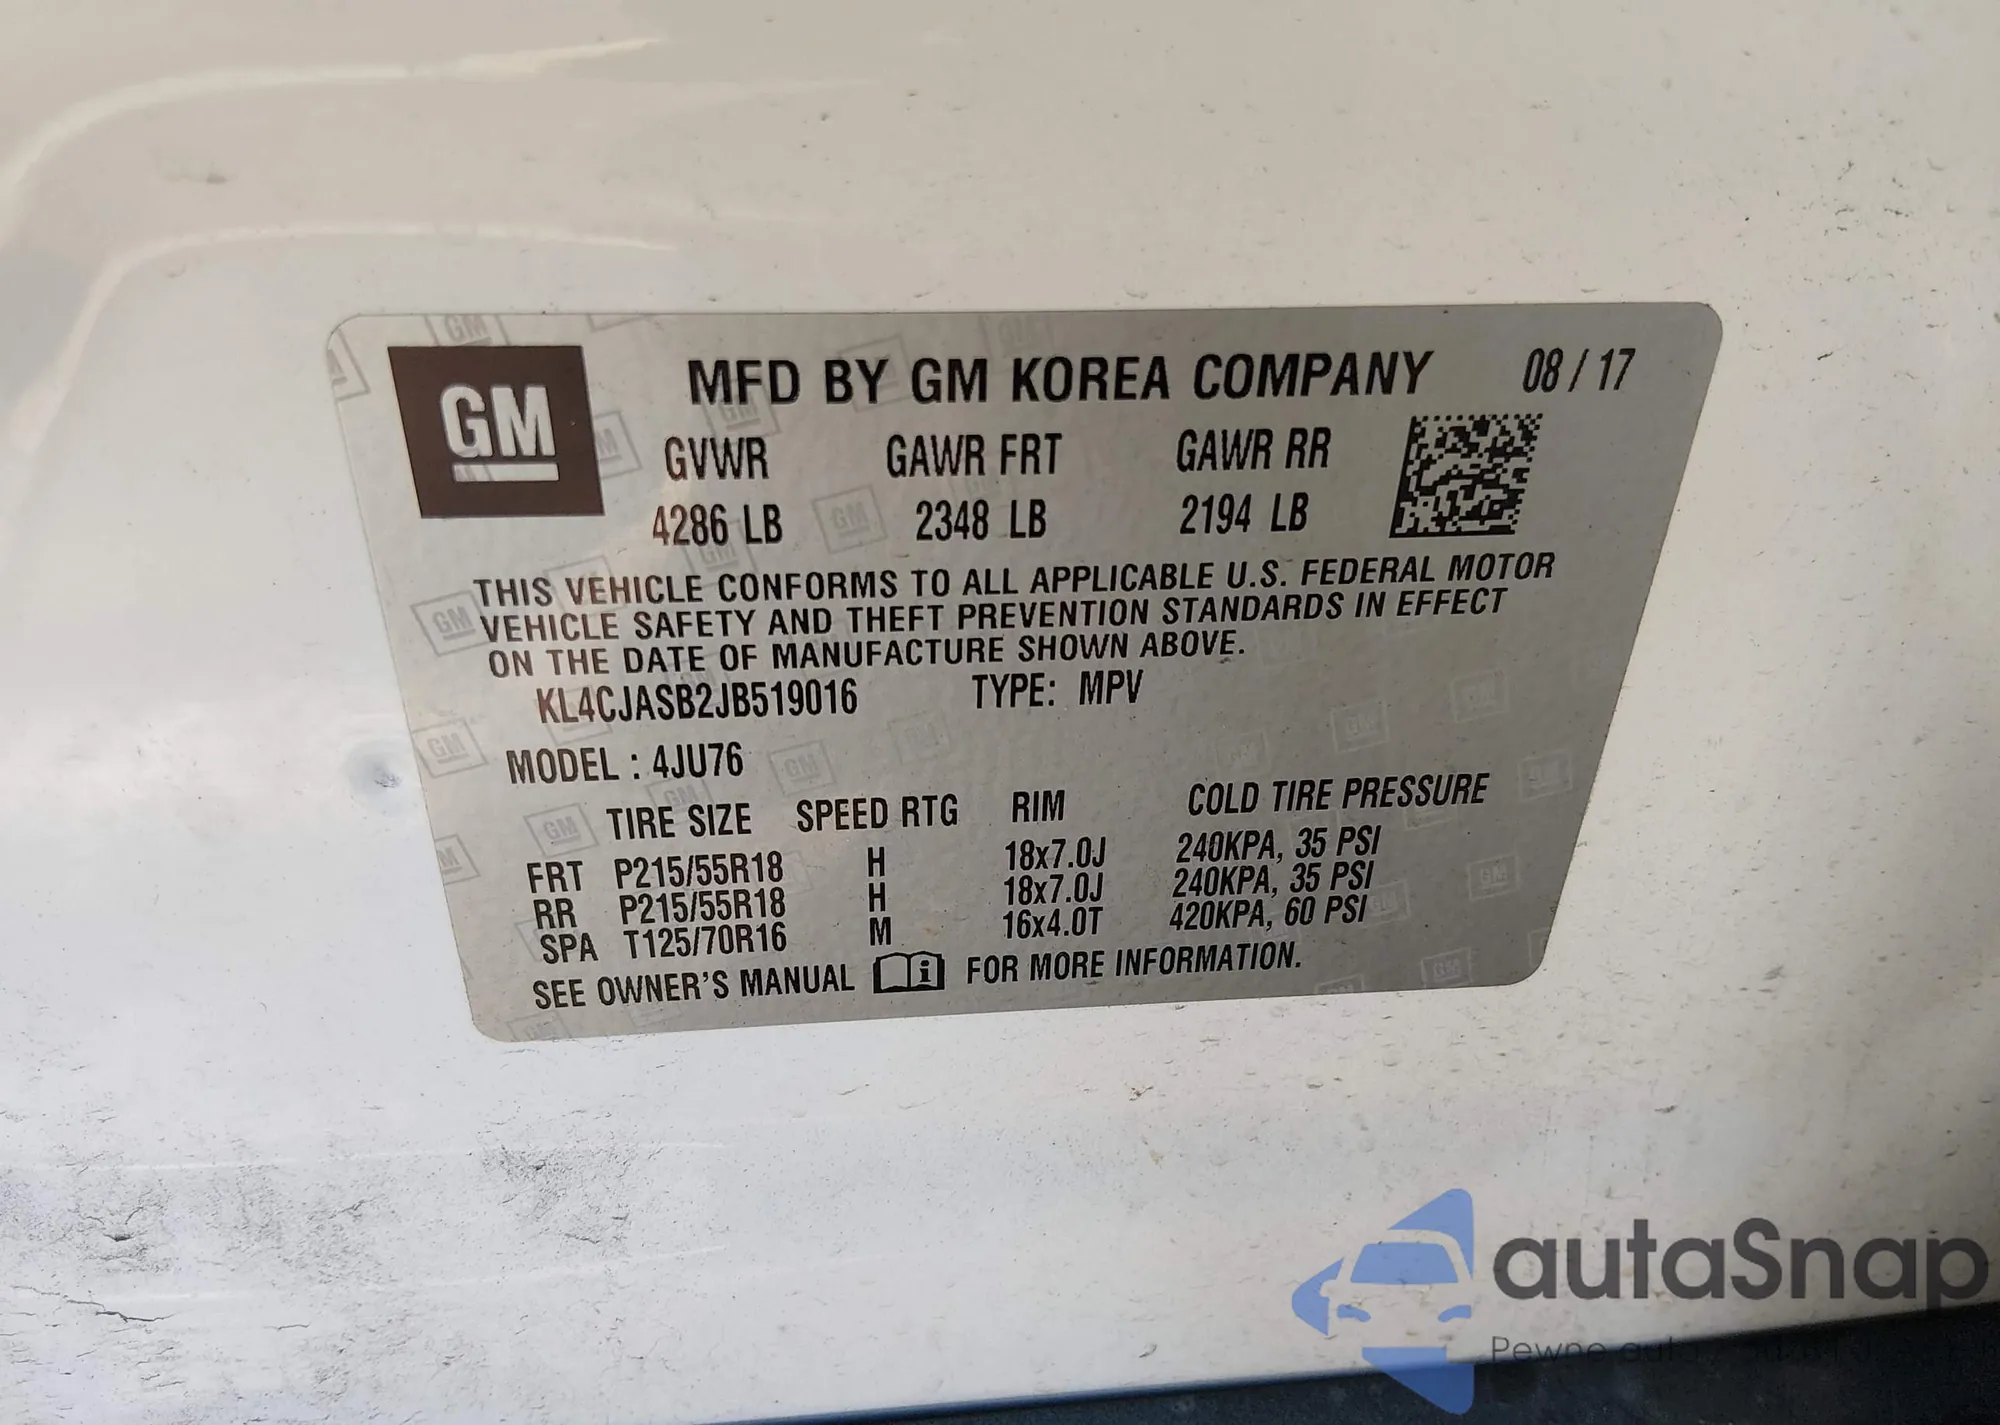 GM
MFD BY GM KOREA COMPANY 08 / 17
GVWR GAWR FRT GAWR RR
4286 LB 2348 LB 2194 LB
THIS VEHICLE CONFORMS TO ALL APPLICABLE U.S. FEDERAL MOTOR
VEHICLE SAFETY AND THEFT PREVENTION STANDARDS IN EFFECT
ON THE DATE OF MANUFACTURE SHOWN ABOVE.
KL4CJASB2JB519016 TYPE: MPV
MODEL : 4JU76
TIRE SIZE SPEED RTG RIM COLD TIRE PRESSURE
FRT P215/55R18 H 18x7.0J 240KPA, 35 PSI
RR P215/55R18 H 18x7.0J 240KPA, 35 PSI
SPA T125/70R16 M 16x4.0T 420KPA, 60 PSI
SEE OWNER'S MANUAL i FOR MORE INFORMATION.
autaSnap
Pewne auta